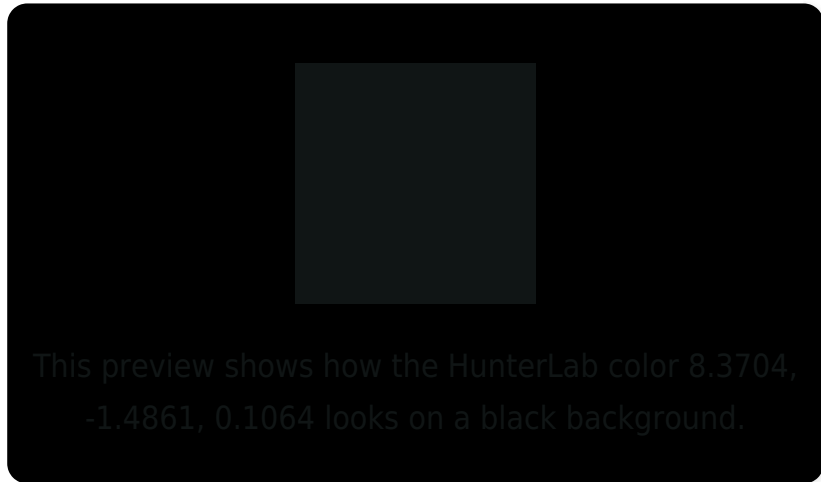 This preview shows how the HunterLab color 8.3704,
-1.4861, 0.1064 looks on a black background.